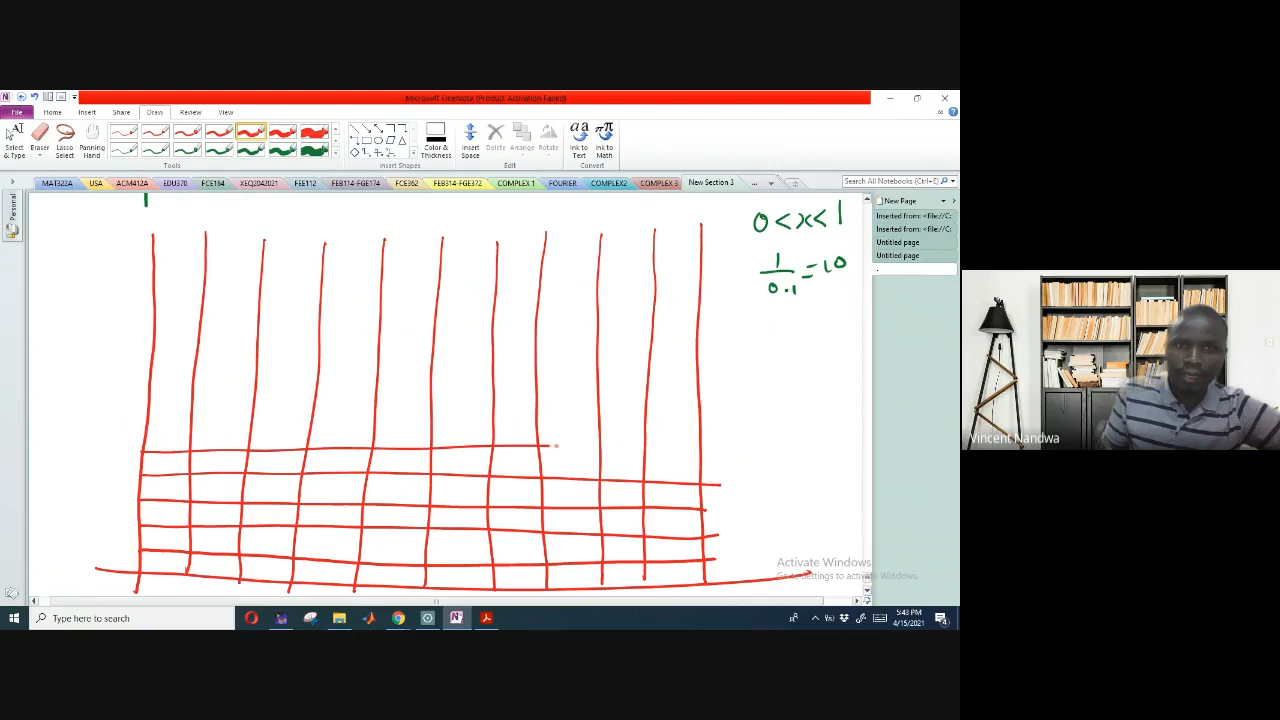 Microsoft OneNote (Product Activation Failed)
File Home Insert Share Draw Review View
Select & Type Eraser Lasso Select Panning Hand Color & Thickness Insert Space Delete Arrange Rotate Ink to Text Ink to Math
Tools Insert Shapes Edit Convert
MAT322A USA ACM412A EDU370 FCE164 XEQ2042021 FEE112 FEB114-FGE174 FCE362 FEB314-FGE372 COMPLEX 1 FOURIER COMPLEX2 COMPLEX 3 New Section 3 ... Search All Notebooks (Ctrl+E)
Personal
New Page
Inserted from: <file://C:
Inserted from: <file://C:
Untitled page
Untitled page
0 < x < 1
1/0.1 = 10
Vincent Nandwa
Activate Windows
Go to Settings to activate Windows.
Type here to search
5:43 PM
4/15/2021